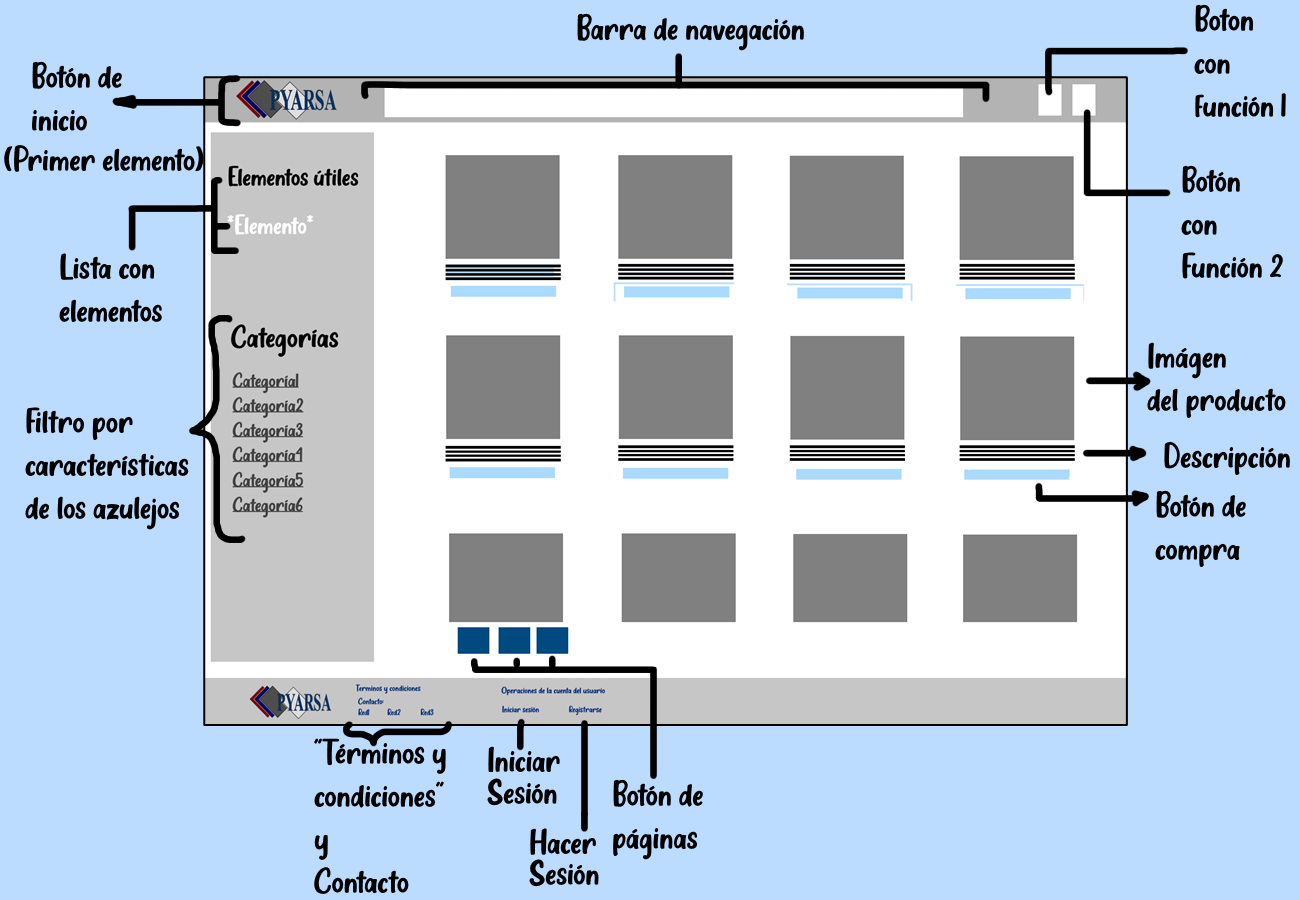 Barra de navegación
Boton
con
Función 1
Botón de
inicio
(Primer elemento)
PYARSA
Botón
con
Función 2
Elementos útiles
*Elemento*
Lista con
elementos
Categorías
Categoría1
Categoría2
Categoría3
Categoría4
Categoría5
Categoría6
Filtro por
características
de los azulejos
Imágen
del producto
Descripción
Botón de
compra
PYARSA
Terminos y condiciones
Contacto:
Red1 Red2 Red3
Operaciones de la cuenta del usuario
Iniciar sesión Registrarse
"Términos y
condiciones"
y
Contacto
Iniciar
Sesión
Hacer
Sesión
Botón de
páginas